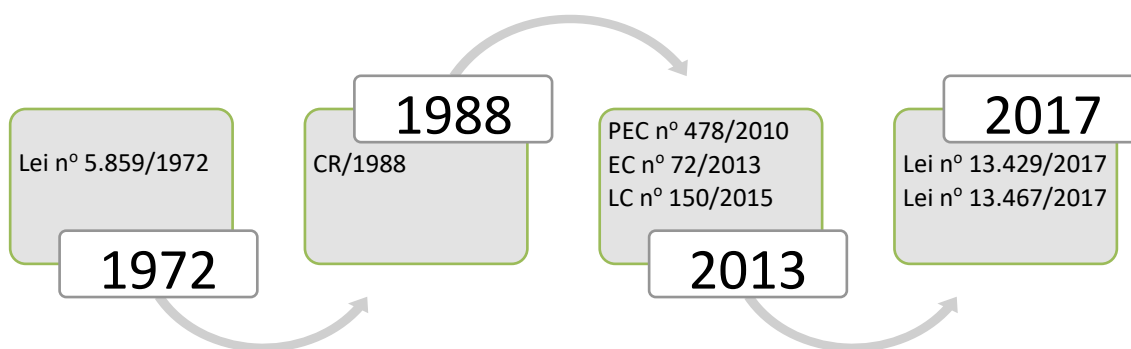 Lei nº 5.859/1972
1972
1988
CR/1988
PEC nº 478/2010
EC nº 72/2013
LC nº 150/2015
2013
2017
Lei nº 13.429/2017
Lei nº 13.467/2017